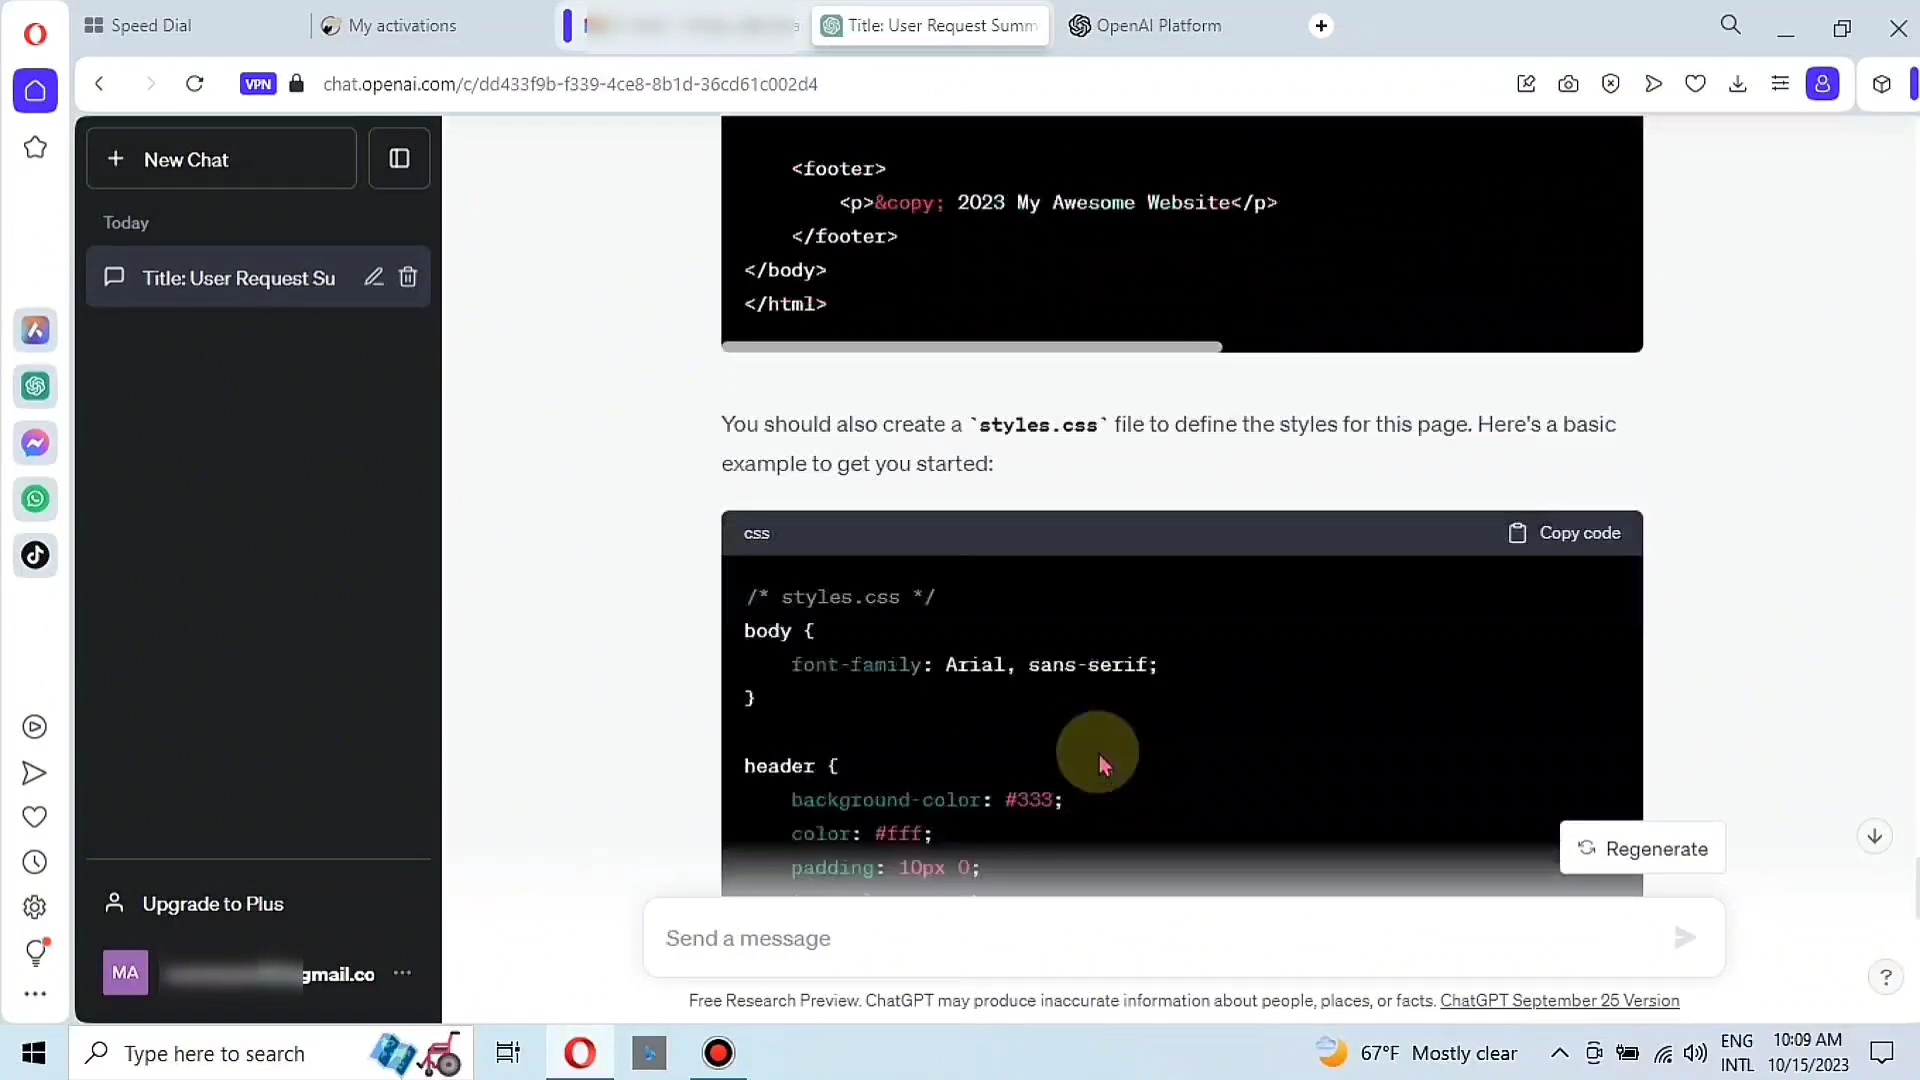 Speed Dial
My activations
Title: User Request Summ
OpenAI Platform
VPN
chat.openai.com/c/dd433f9b-f339-4ce8-8b1d-36cd61c002d4
New Chat
Today
Title: User Request Su
<footer>
<p>&copy; 2023 My Awesome Website</p>
</footer>
</body>
</html>
You should also create a `styles.css` file to define the styles for this page. Here's a basic
example to get you started:
css
Copy code
/* styles.css */
body {
font-family: Arial, sans-serif;
}
header {
background-color: #333;
color: #fff;
padding: 10px 0;
Regenerate
Upgrade to Plus
MA
gmail.co
Send a message
Free Research Preview. ChatGPT may produce inaccurate information about people, places, or facts. ChatGPT September 25 Version
?
Type here to search
67°F Mostly clear
ENG
INTL
10:09 AM
10/15/2023